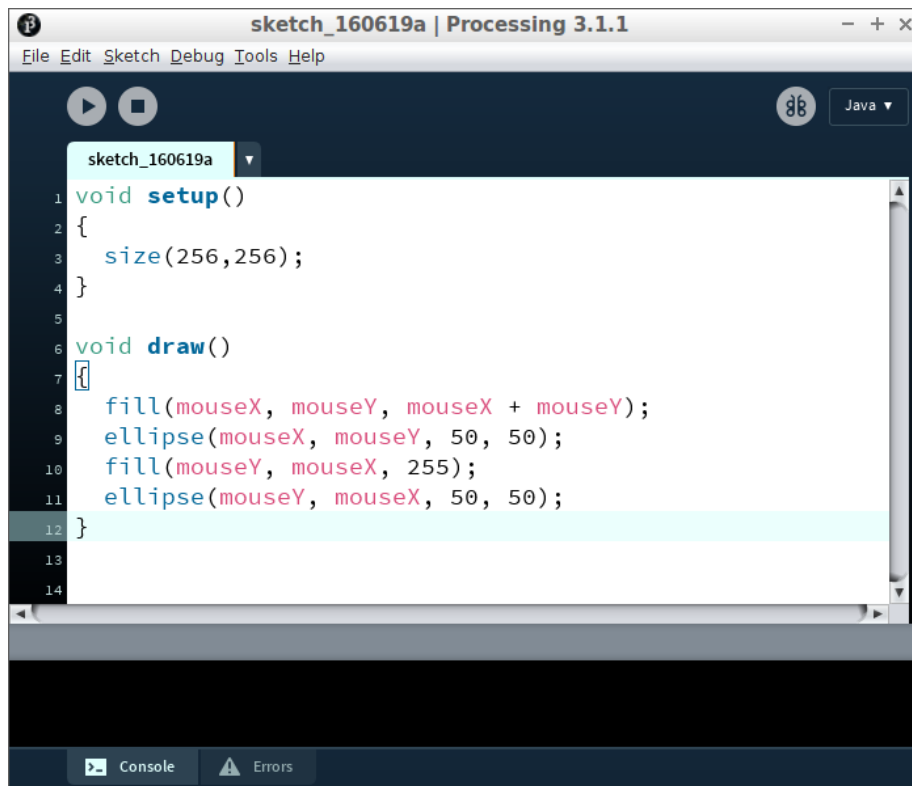 sketch_160619a | Processing 3.1.1
File Edit Sketch Debug Tools Help
Java ▼
sketch_160619a ▼
1 void setup()
2 {
3   size(256,256);
4 }
5
6 void draw()
7 {
8   fill(mouseX, mouseY, mouseX + mouseY);
9   ellipse(mouseX, mouseY, 50, 50);
10   fill(mouseY, mouseX, 255);
11   ellipse(mouseY, mouseX, 50, 50);
12 }
13
14
Console Errors